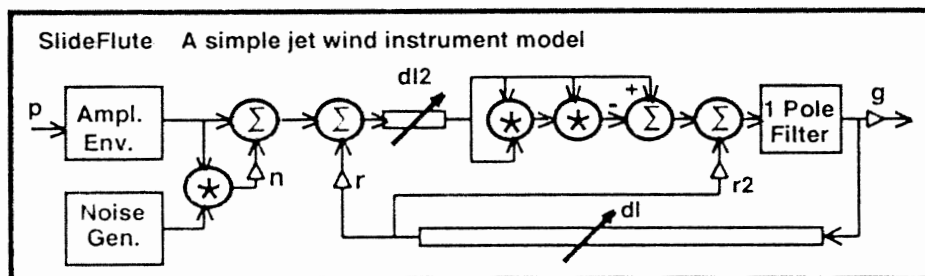 SlideFlute A simple jet wind instrument model
p
Ampl.
Env.
Noise
Gen.
*
Σ
n
Σ
r
dl2
*
*
-
+
Σ
Σ
r2
1 Pole
Filter
g
dl